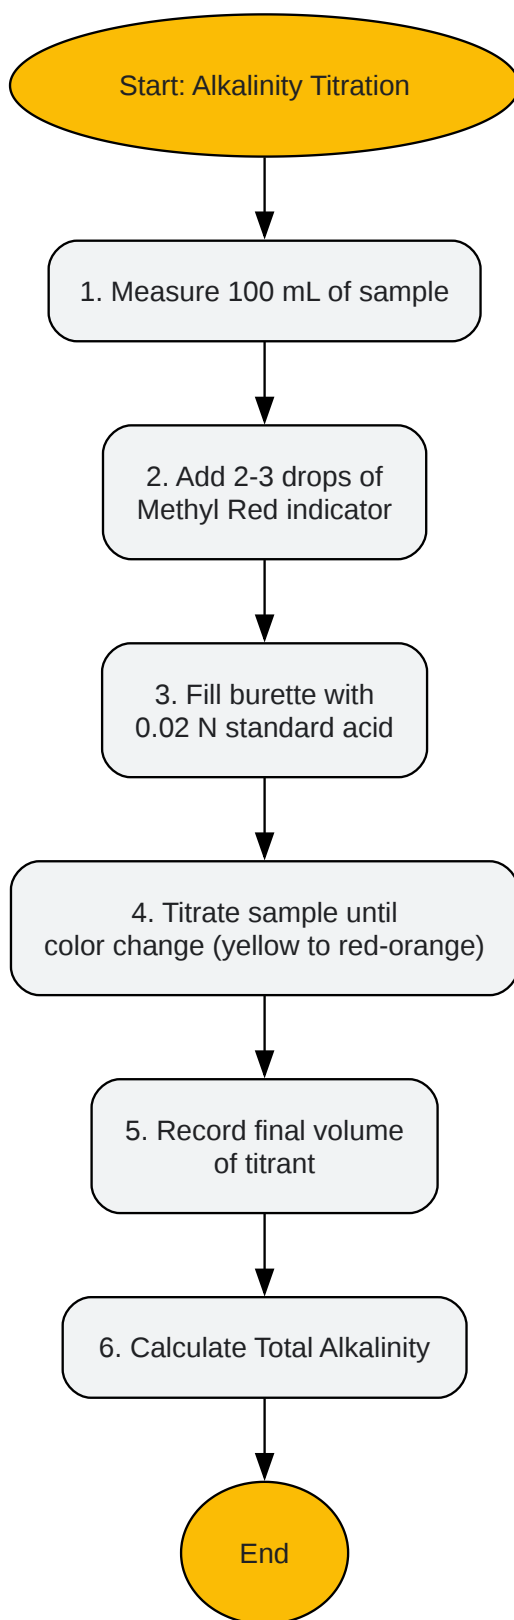 Start: Alkalinity Titration
1. Measure 100 mL of sample
2. Add 2-3 drops of
Methyl Red indicator
3. Fill burette with
0.02 N standard acid
4. Titrate sample until
color change (yellow to red-orange)
5. Record final volume
of titrant
6. Calculate Total Alkalinity
End